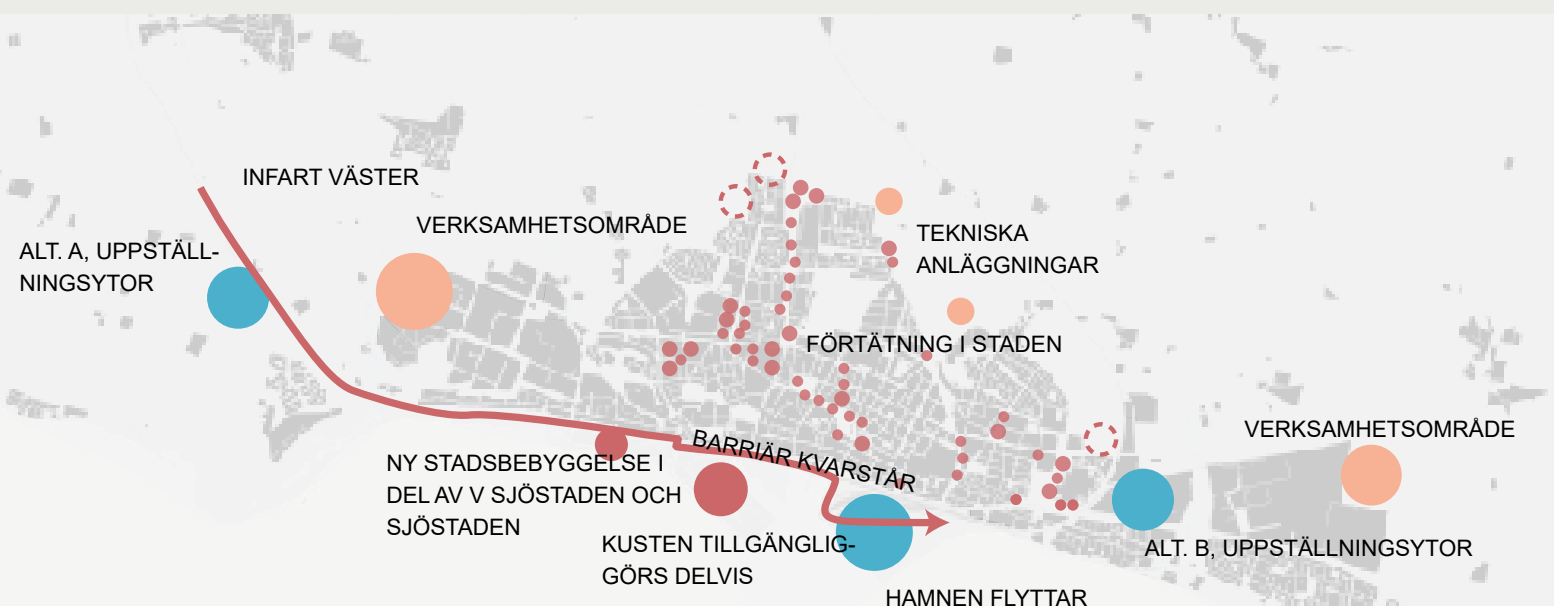 INFART VÄSTER
VERKSAMHETSOMRÅDE
ALT. A, UPPSTÄLL-
NINGSYTOR
TEKNISKA
ANLÄGGNINGAR
FÖRTÄTNING I STADEN
BARRIÄR KVARSTÅR
VERKSAMHETSOMRÅDE
NY STADSBEBYGGELSE I
DEL AV V SJÖSTADEN OCH
SJÖSTADEN
KUSTEN TILLGÄNGLIG-
GÖRS DELVIS
ALT. B, UPPSTÄLLNINGSYTOR
HAMNEN FLYTTAR